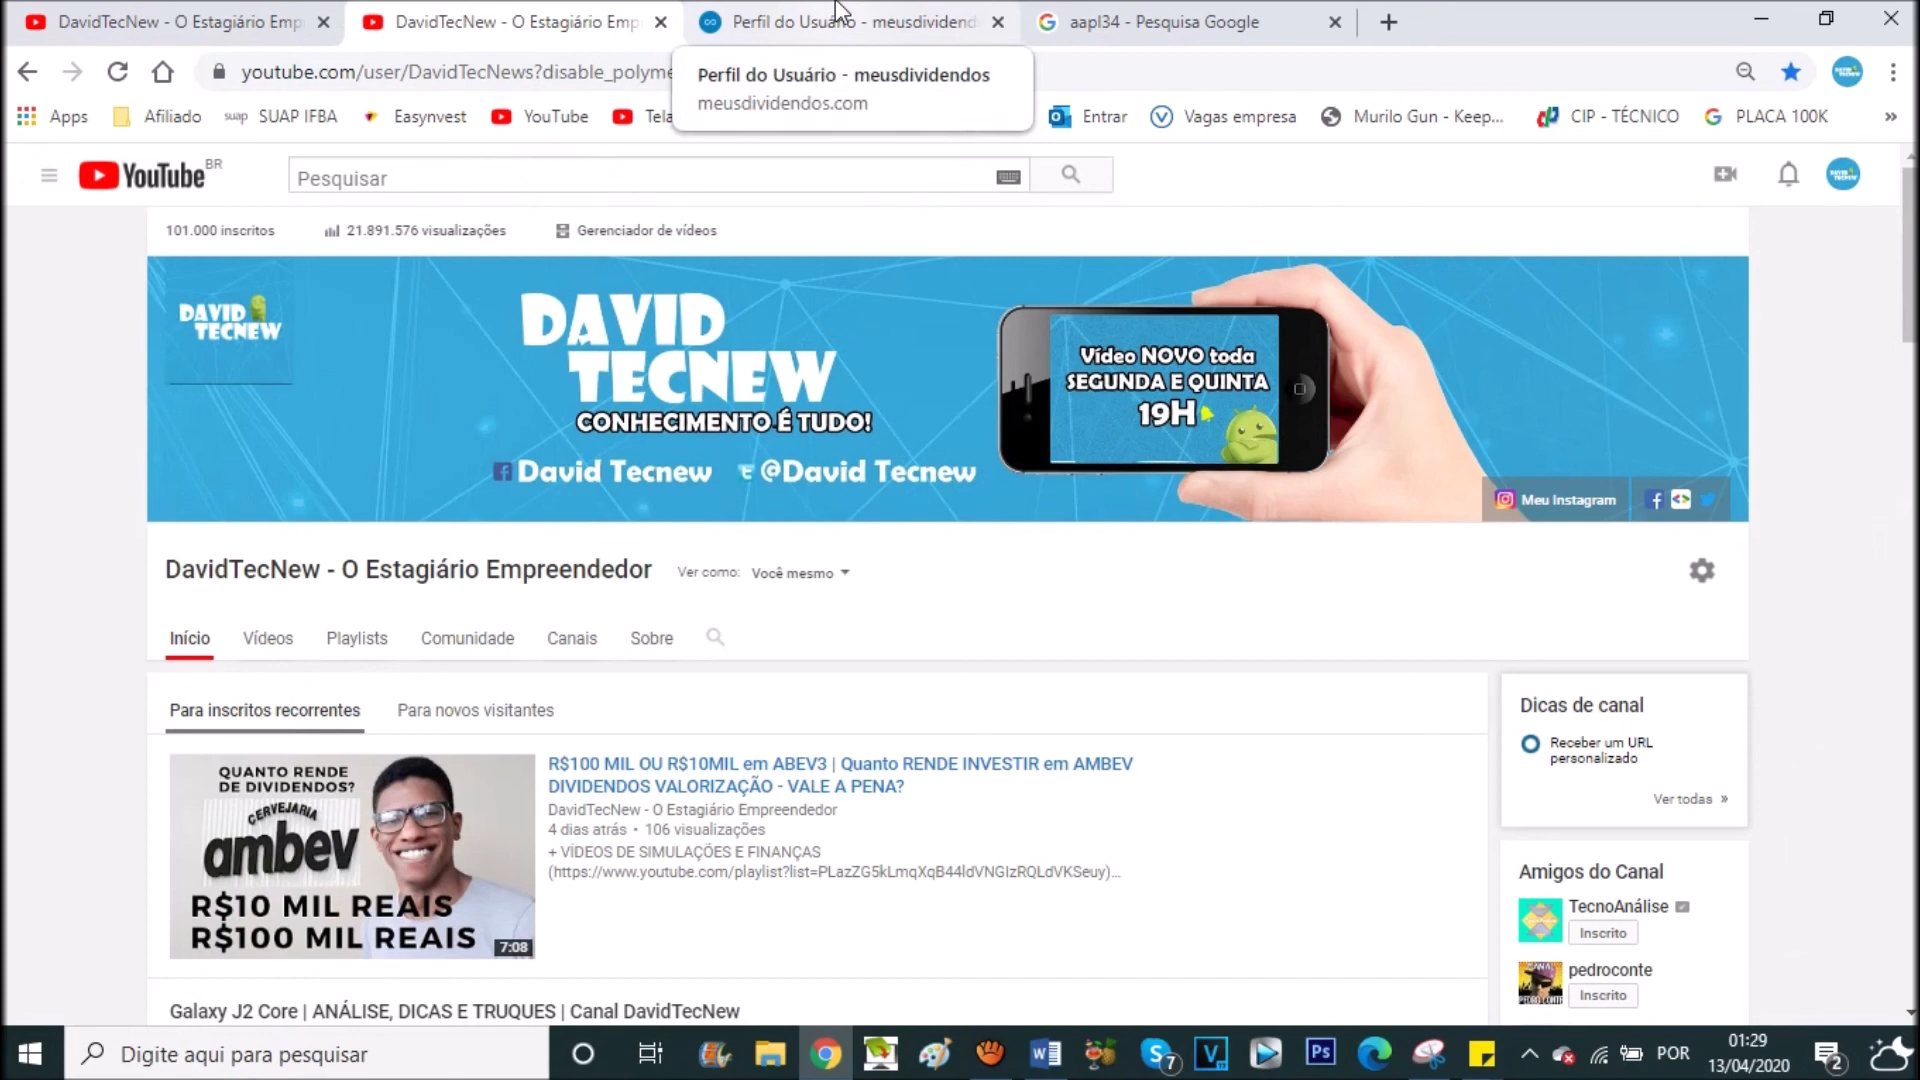 DavidTecNew - O Estagiário Emp
DavidTecNew - O Estagiário Emp
Perfil do Usuário - meusdividend
aapl34 - Pesquisa Google
youtube.com/user/DavidTecNews?disable_polyme
Perfil do Usuário - meusdividendos
meusdividendos.com
Apps
Afiliado
suap SUAP IFBA
Easynvest
YouTube
Tela
Entrar
Vagas empresa
Murilo Gun - Keep...
CIP - TÉCNICO
PLACA 100K
»
YouTube BR
Pesquisar
101.000 inscritos
21.891.576 visualizações
Gerenciador de vídeos
DAVID
TECNEW
DAVID
TECNEW
CONHECIMENTO É TUDO!
David Tecnew @David Tecnew
Vídeo NOVO toda
SEGUNDA E QUINTA
19H
Meu Instagram
DavidTecNew - O Estagiário Empreendedor
Ver como: Você mesmo
Início
Vídeos
Playlists
Comunidade
Canais
Sobre
Para inscritos recorrentes
Para novos visitantes
QUANTO RENDE
DE DIVIDENDOS?
CERVEJARIA
ambev
R$10 MIL REAIS
R$100 MIL REAIS
7:08
R$100 MIL OU R$10MIL em ABEV3 | Quanto RENDE INVESTIR em AMBEV
DIVIDENDOS VALORIZAÇÃO - VALE A PENA?
DavidTecNew - O Estagiário Empreendedor
4 dias atrás • 106 visualizações
+ VÍDEOS DE SIMULAÇÕES E FINANÇAS
(https://www.youtube.com/playlist?list=PLazZG5kLmqXqB44ldVNGIzRQLdVKSeuy)...
Galaxy J2 Core | ANÁLISE, DICAS E TRUQUES | Canal DavidTecNew
Dicas de canal
Receber um URL
personalizado
Ver todas »
Amigos do Canal
TecnoAnálise
Inscrito
pedroconte
Inscrito
Digite aqui para pesquisar
7
Ps
POR
01:29
13/04/2020
2